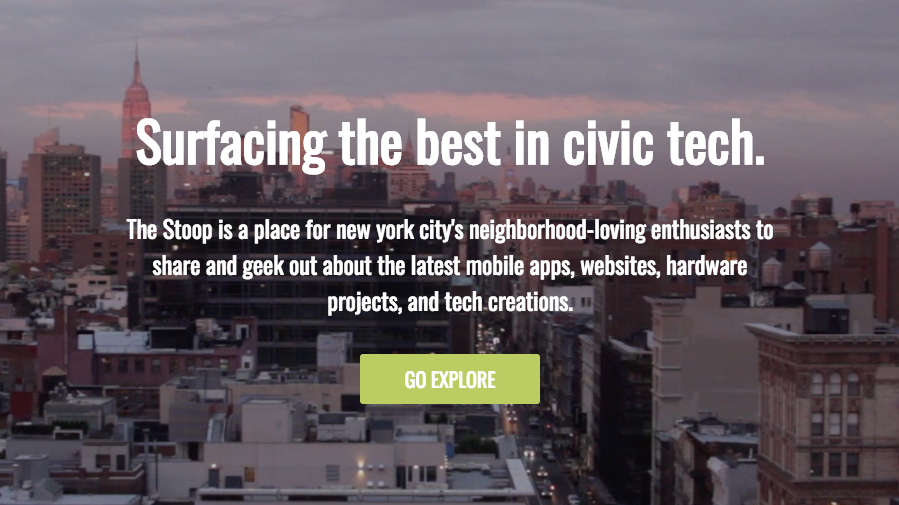 Surfacing the best in civic tech.
The Stoop is a place for new york city's neighborhood-loving enthusiasts to
share and geek out about the latest mobile apps, websites, hardware
projects, and tech creations.
GO EXPLORE